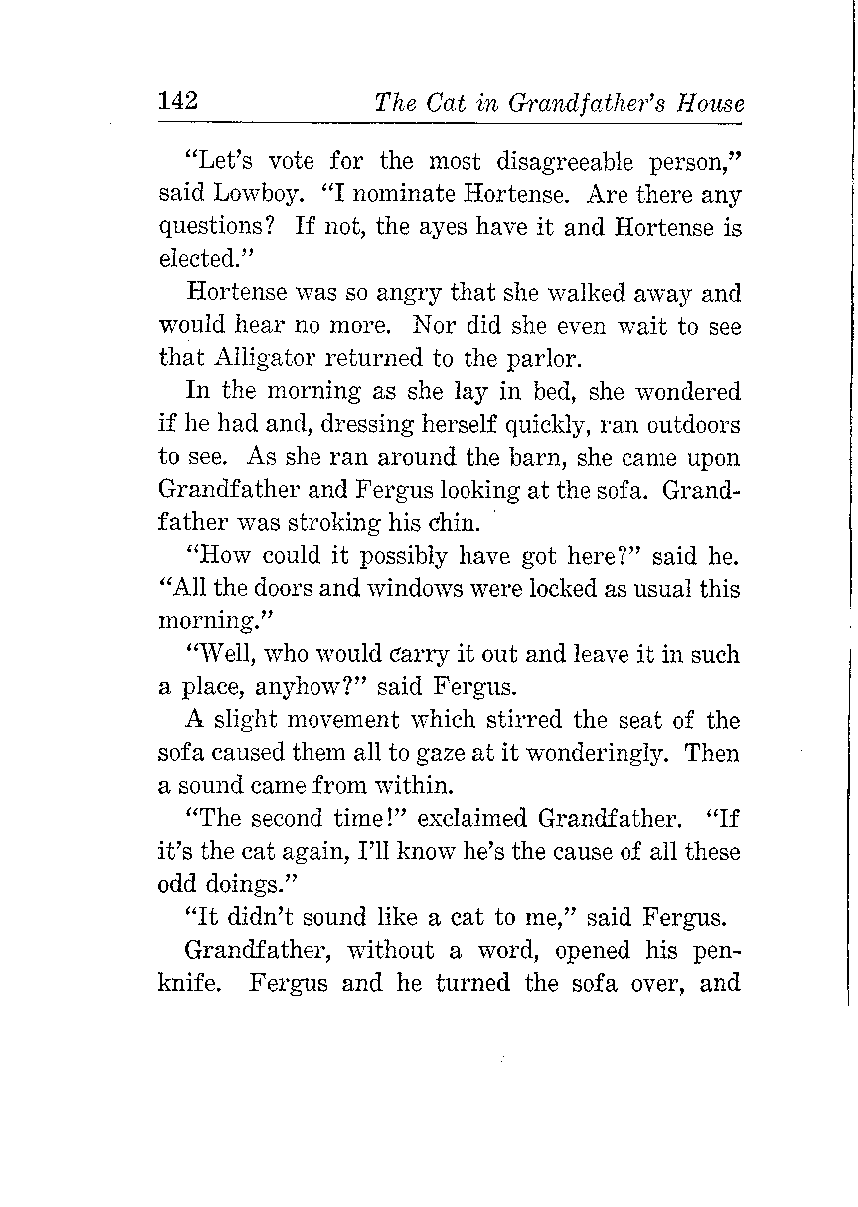 142 The Cat in Grandfather's House
“Let's vote for the most disagreeable person,”
said Lowboy. “I nominate Hortense. Are there any
questions? If not, the ayes have it and Hortense is
elected.”
Hortense was so angry that she walked away and
would hear no more. Nor did she even wait to see
that Alligator returned to the parlor.
In the morning as she lay in bed, she wondered
if he had and, dressing herself quickly, ran outdoors
to see. As she ran around the barn, she came upon
Grandfather and Fergus looking at the sofa. Grand-
father was stroking his chin.
“How could it possibly have got here?” said he.
“All the doors and windows were locked as usual this
morning.”
“Well, who would carry it out and leave it in such
a place, anyhow?” said Fergus.
A slight movement which stirred the seat of the
sofa caused them all to gaze at it wonderingly. Then
a sound came from within.
“The second time!” exclaimed Grandfather. “If
it's the cat again, I'll know he's the cause of all these
odd doings.”
“It didn't sound like a cat to me,” said Fergus.
Grandfather, without a word, opened his pen-
knife. Fergus and he turned the sofa over, and